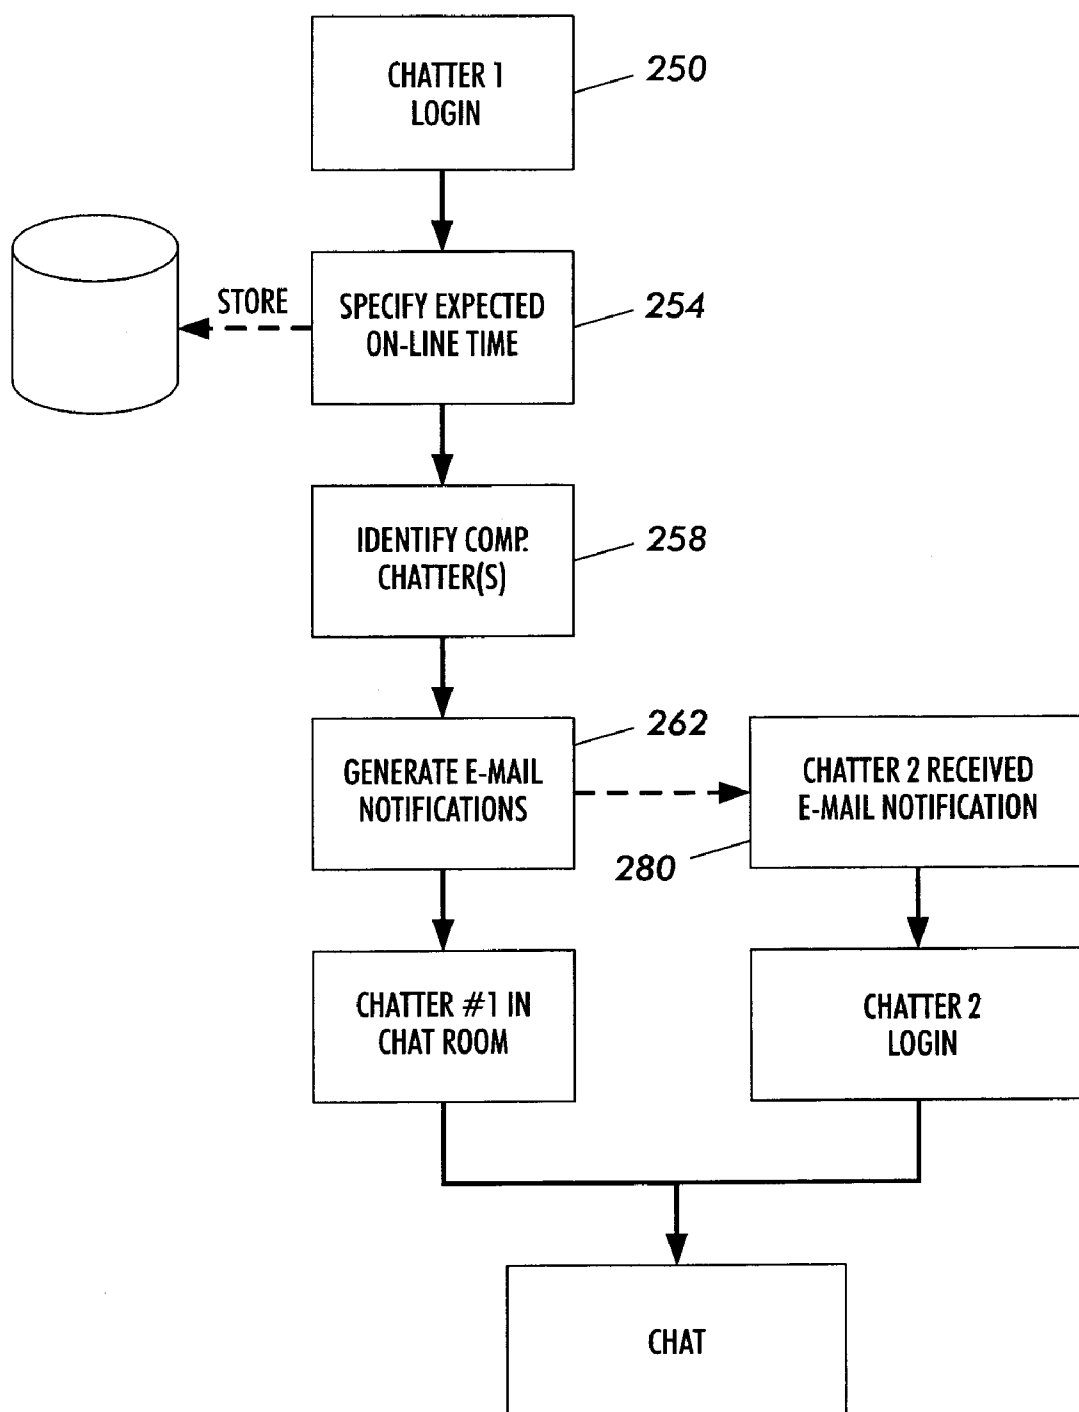 CHATTER 1
LOGIN
250
STORE
SPECIFY EXPECTED
ON-LINE TIME
254
IDENTIFY COMP.
CHATTER(S)
258
GENERATE E-MAIL
NOTIFICATIONS
262
CHATTER 2 RECEIVED
E-MAIL NOTIFICATION
280
CHATTER #1 IN
CHAT ROOM
CHATTER 2
LOGIN
CHAT